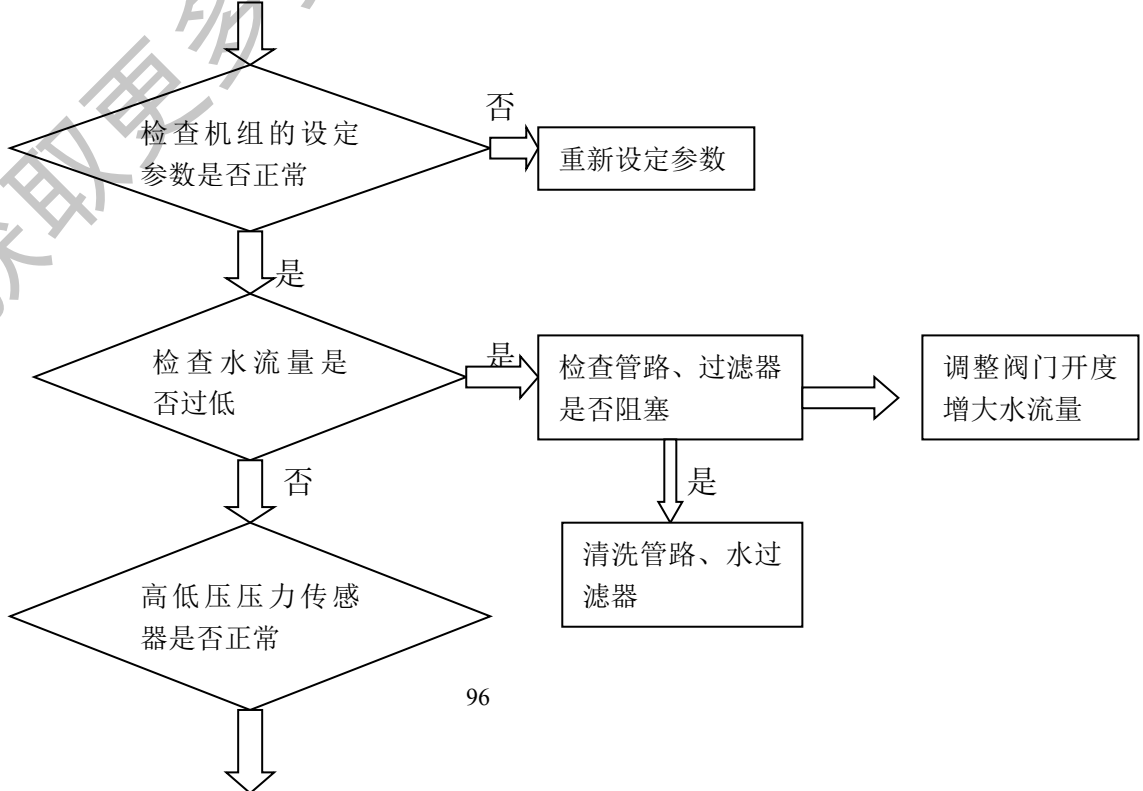 获取更多
否
检查机组的设定
参数是否正常
重新设定参数
是
检查水流量是
否过低
是
检查管路、过滤器
是否阻塞
调整阀门开度
增大水流量
否
是
清洗管路、水过
滤器
高低压压力传感
器是否正常
96